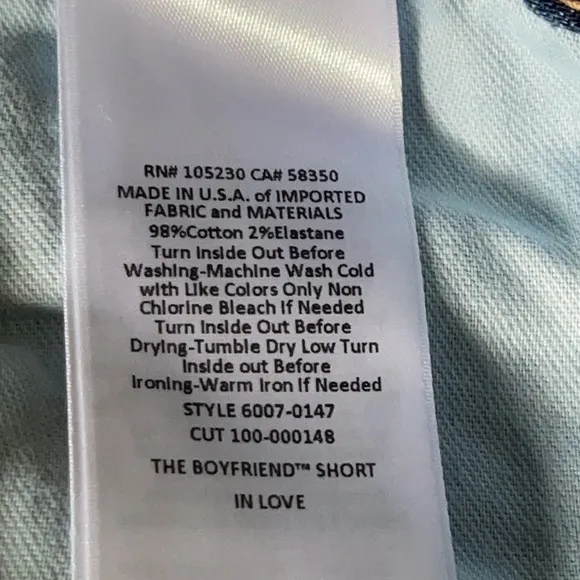 RN# 105230 CA# 58350
MADE IN U.S.A. of IMPORTED
FABRIC and MATERIALS
98%Cotton 2%Elastane
Turn Inside Out Before
Washing-Machine Wash Cold
with Like Colors Only Non
Chlorine Bleach If Needed
Turn Inside Out Before
Drying-Tumble Dry Low Turn
Inside out Before
Ironing-Warm Iron If Needed
STYLE 6007-0147
CUT 100-000148
THE BOYFRIEND™ SHORT
IN LOVE